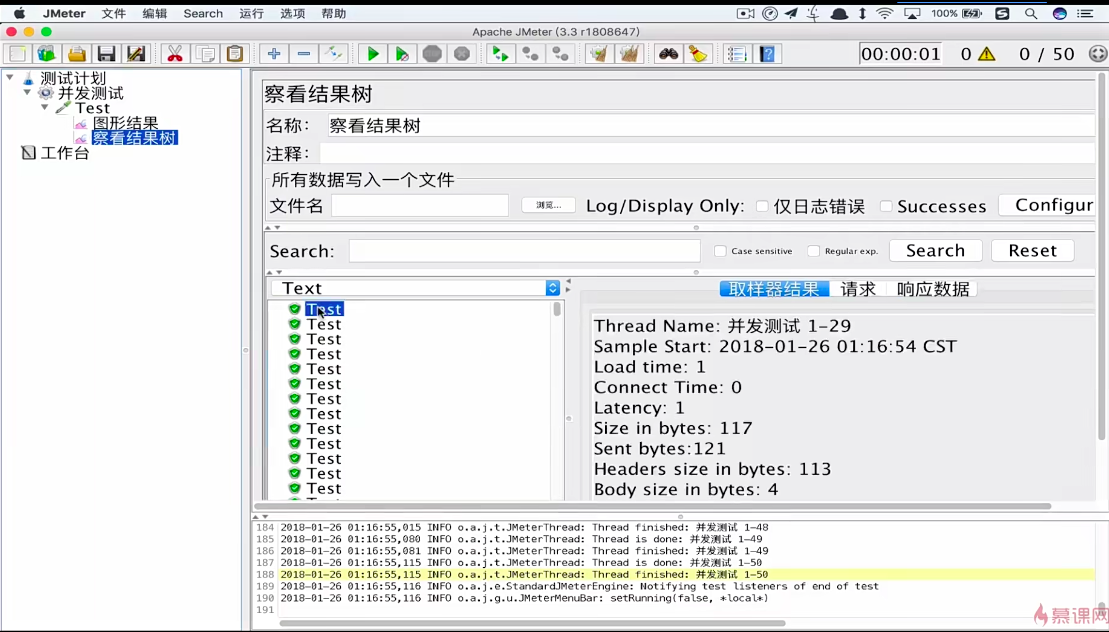 JMeter 文件 编辑 Search 运行 选项 帮助 100%
Apache JMeter (3.3 r1808647)
00:00:01 0 0 / 50
测试计划
并发测试
Test
图形结果
察看结果树
工作台
察看结果树
名称: 察看结果树
注释:
所有数据写入一个文件
文件名 浏览... Log/Display Only: 仅日志错误 Successes Configur
Search: Case sensitive Regular exp. Search Reset
Text
取样器结果 请求 响应数据
Test
Test
Test
Test
Test
Test
Test
Test
Test
Test
Test
Test
Test
Thread Name: 并发测试 1-29
Sample Start: 2018-01-26 01:16:54 CST
Load time: 1
Connect Time: 0
Latency: 1
Size in bytes: 117
Sent bytes:121
Headers size in bytes: 113
Body size in bytes: 4
184 2018-01-26 01:16:55,015 INFO o.a.j.t.JMeterThread: Thread finished: 并发测试 1-48
185 2018-01-26 01:16:55,080 INFO o.a.j.t.JMeterThread: Thread is done: 并发测试 1-49
186 2018-01-26 01:16:55,081 INFO o.a.j.t.JMeterThread: Thread finished: 并发测试 1-49
187 2018-01-26 01:16:55,115 INFO o.a.j.t.JMeterThread: Thread is done: 并发测试 1-50
188 2018-01-26 01:16:55,115 INFO o.a.j.t.JMeterThread: Thread finished: 并发测试 1-50
189 2018-01-26 01:16:55,116 INFO o.a.j.e.StandardJMeterEngine: Notifying test listeners of end of test
190 2018-01-26 01:16:55,116 INFO o.a.j.g.u.JMeterMenuBar: setRunning(false, *local*)
191
慕课网